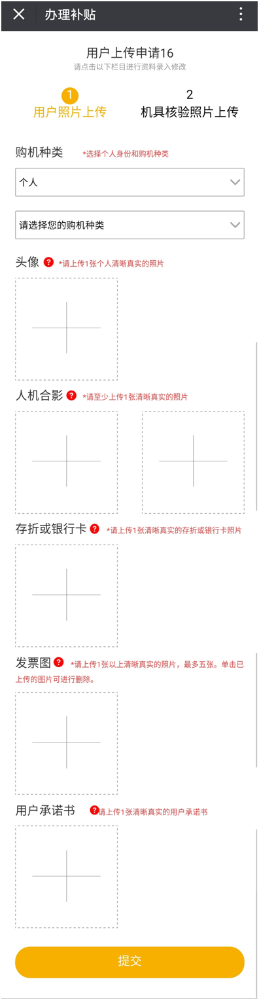 办理补贴
用户上传申请16
请点击以下栏目进行资料录入修改
1
用户照片上传
2
机具核验照片上传
购机种类 *选择个人身份和购机种类
个人
请选择您的购机种类
头像 ? *请上传1张个人清晰真实的照片
人机合影 ? *请至少上传1张清晰真实的照片
存折或银行卡 ? *请上传1张清晰真实的存折或银行卡照片
发票图 ? *请上传1张以上清晰真实的照片，最多五张。单击已
上传的图片可进行删除。
用户承诺书 ? 请上传1张清晰真实的用户承诺书
提交